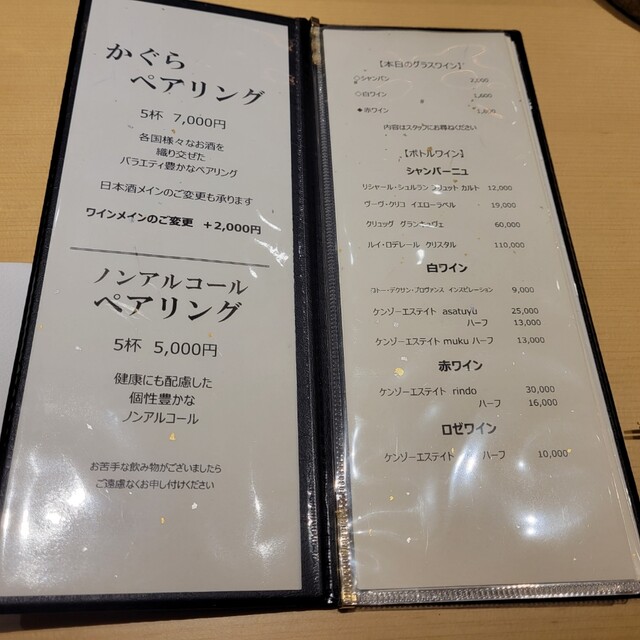 かぐら
ペアリング
5杯 7,000円
各国様々なお酒を
織り交ぜた
バラエティ豊かなペアリング
日本酒メインのご変更も承ります
ワインメインのご変更 +2,000円
ノンアルコール
ペアリング
5杯 5,000円
健康にも配慮した
個性豊かな
ノンアルコール
お苦手な飲み物がございましたら
ご遠慮なくお申し付けください
【本日のグラスワイン】
◇シャンパン 2,000
◇白ワイン
◆赤ワイン
内容はスタッフにお尋ねください
【ボトルワイン】
シャンパーニュ
リシャール・シュルラン ブリュット カルト 12,000
ヴーヴ・クリコ イエローラベル 19,000
クリュッグ グランキュヴェ 60,000
ルイ・ロデレール クリスタル 110,000
白ワイン
コトー・デクサン・プロヴァンス インスピレーション 9,000
ケンゾーエステイト asatuyu 25,000
ハーフ 13,000
ケンゾーエステイト muku ハーフ 13,000
赤ワイン
ケンゾーエステイト rindo 30,000
ハーフ 16,000
ロゼワイン
ケンゾーエステイト ハーフ 10,000